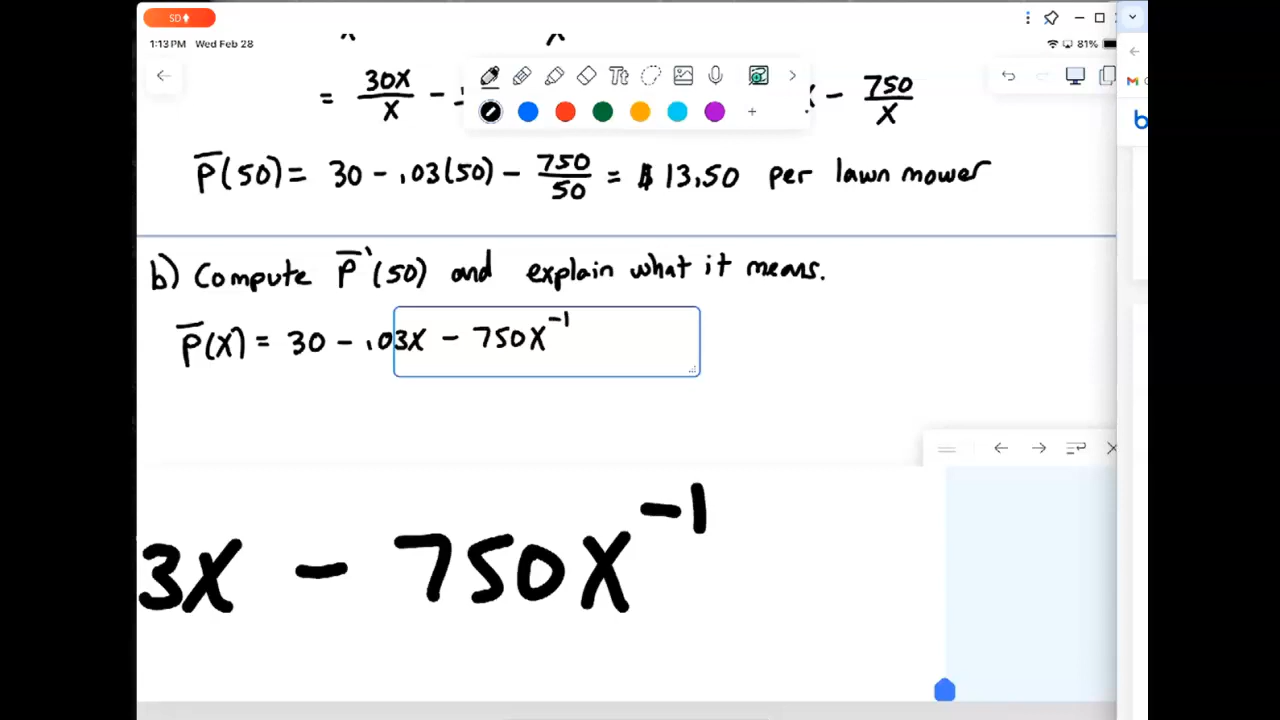 SD
1:13 PM Wed Feb 28 81%
= 30X/X - X - 750/X
P̅(50) = 30 - .03(50) - 750/50 = $13.50 per lawn mower
b) Compute P̅'(50) and explain what it means.
P̅(X) = 30 - .03X - 750X⁻¹
3X - 750X⁻¹